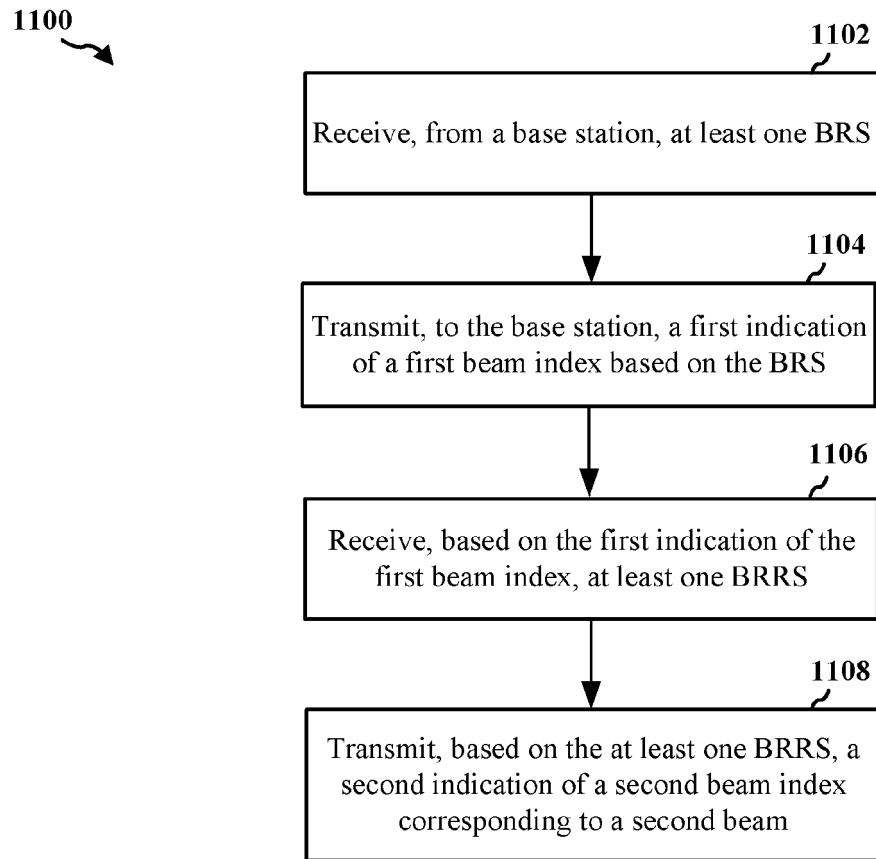 1100
1102
Receive, from a base station, at least one BRS
1104
Transmit, to the base station, a first indication
of a first beam index based on the BRS
1106
Receive, based on the first indication of the
first beam index, at least one BRRS
1108
Transmit, based on the at least one BRRS, a
second indication of a second beam index
corresponding to a second beam